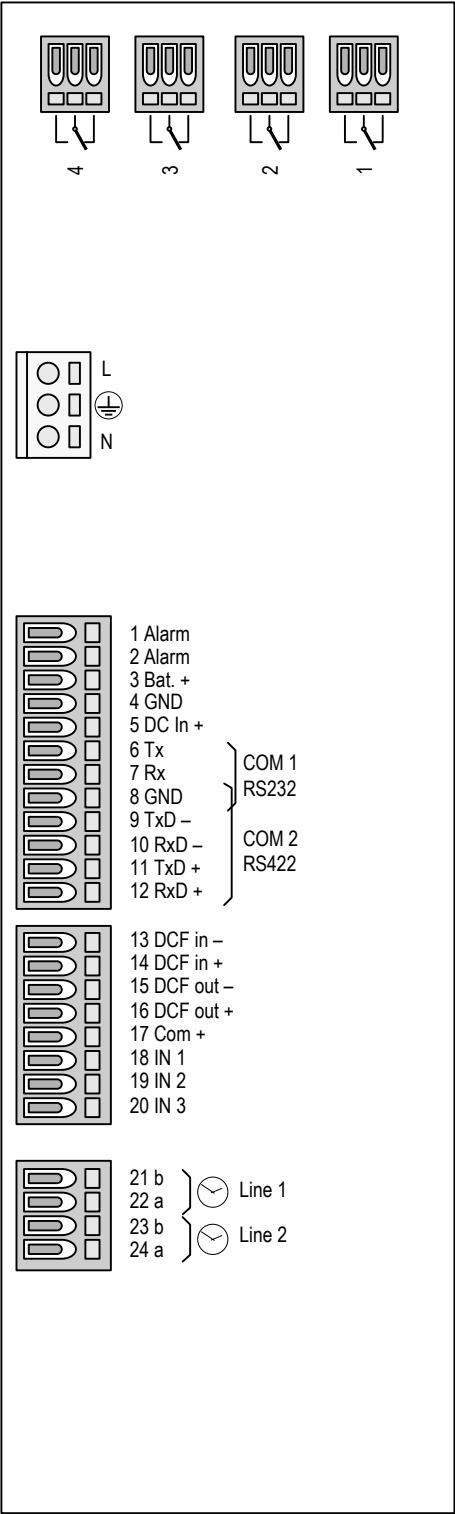 4 3 2 1
L
N
1 Alarm
2 Alarm
3 Bat. +
4 GND
5 DC In +
6 Tx
7 Rx
8 GND
9 TxD –
10 RxD –
11 TxD +
12 RxD +
COM 1
RS232
COM 2
RS422
13 DCF in –
14 DCF in +
15 DCF out –
16 DCF out +
17 Com +
18 IN 1
19 IN 2
20 IN 3
21 b
22 a
23 b
24 a
Line 1
Line 2